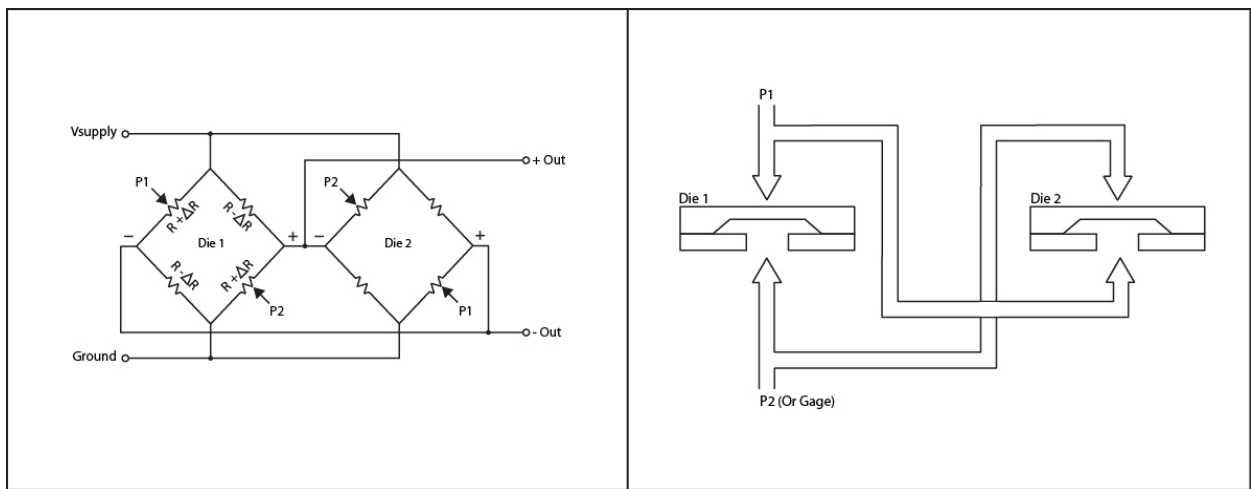 Vsupply
+ Out
P1
P2
R +ΔR
R -ΔR
−
Die 1
+
−
Die 2
+
R -ΔR
R +ΔR
P2
P1
- Out
Ground
P1
Die 1
Die 2
P2 (Or Gage)